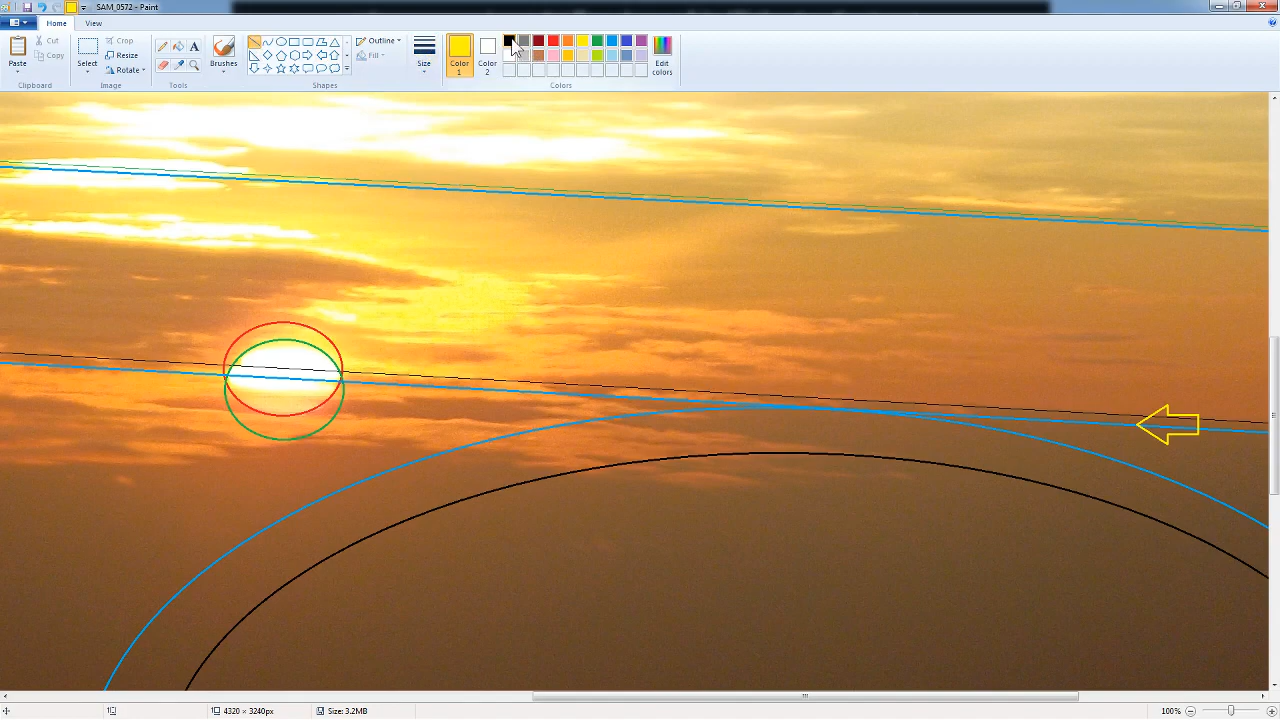 SAM_0572 - Paint
Home
View
Paste
Cut
Copy
Clipboard
Select
Crop
Resize
Rotate
Image
A
Tools
Brushes
Outline
Fill
Shapes
Size
Color
1
Color
2
Edit
colors
Colors
4320 × 3240px
Size: 3.2MB
100%